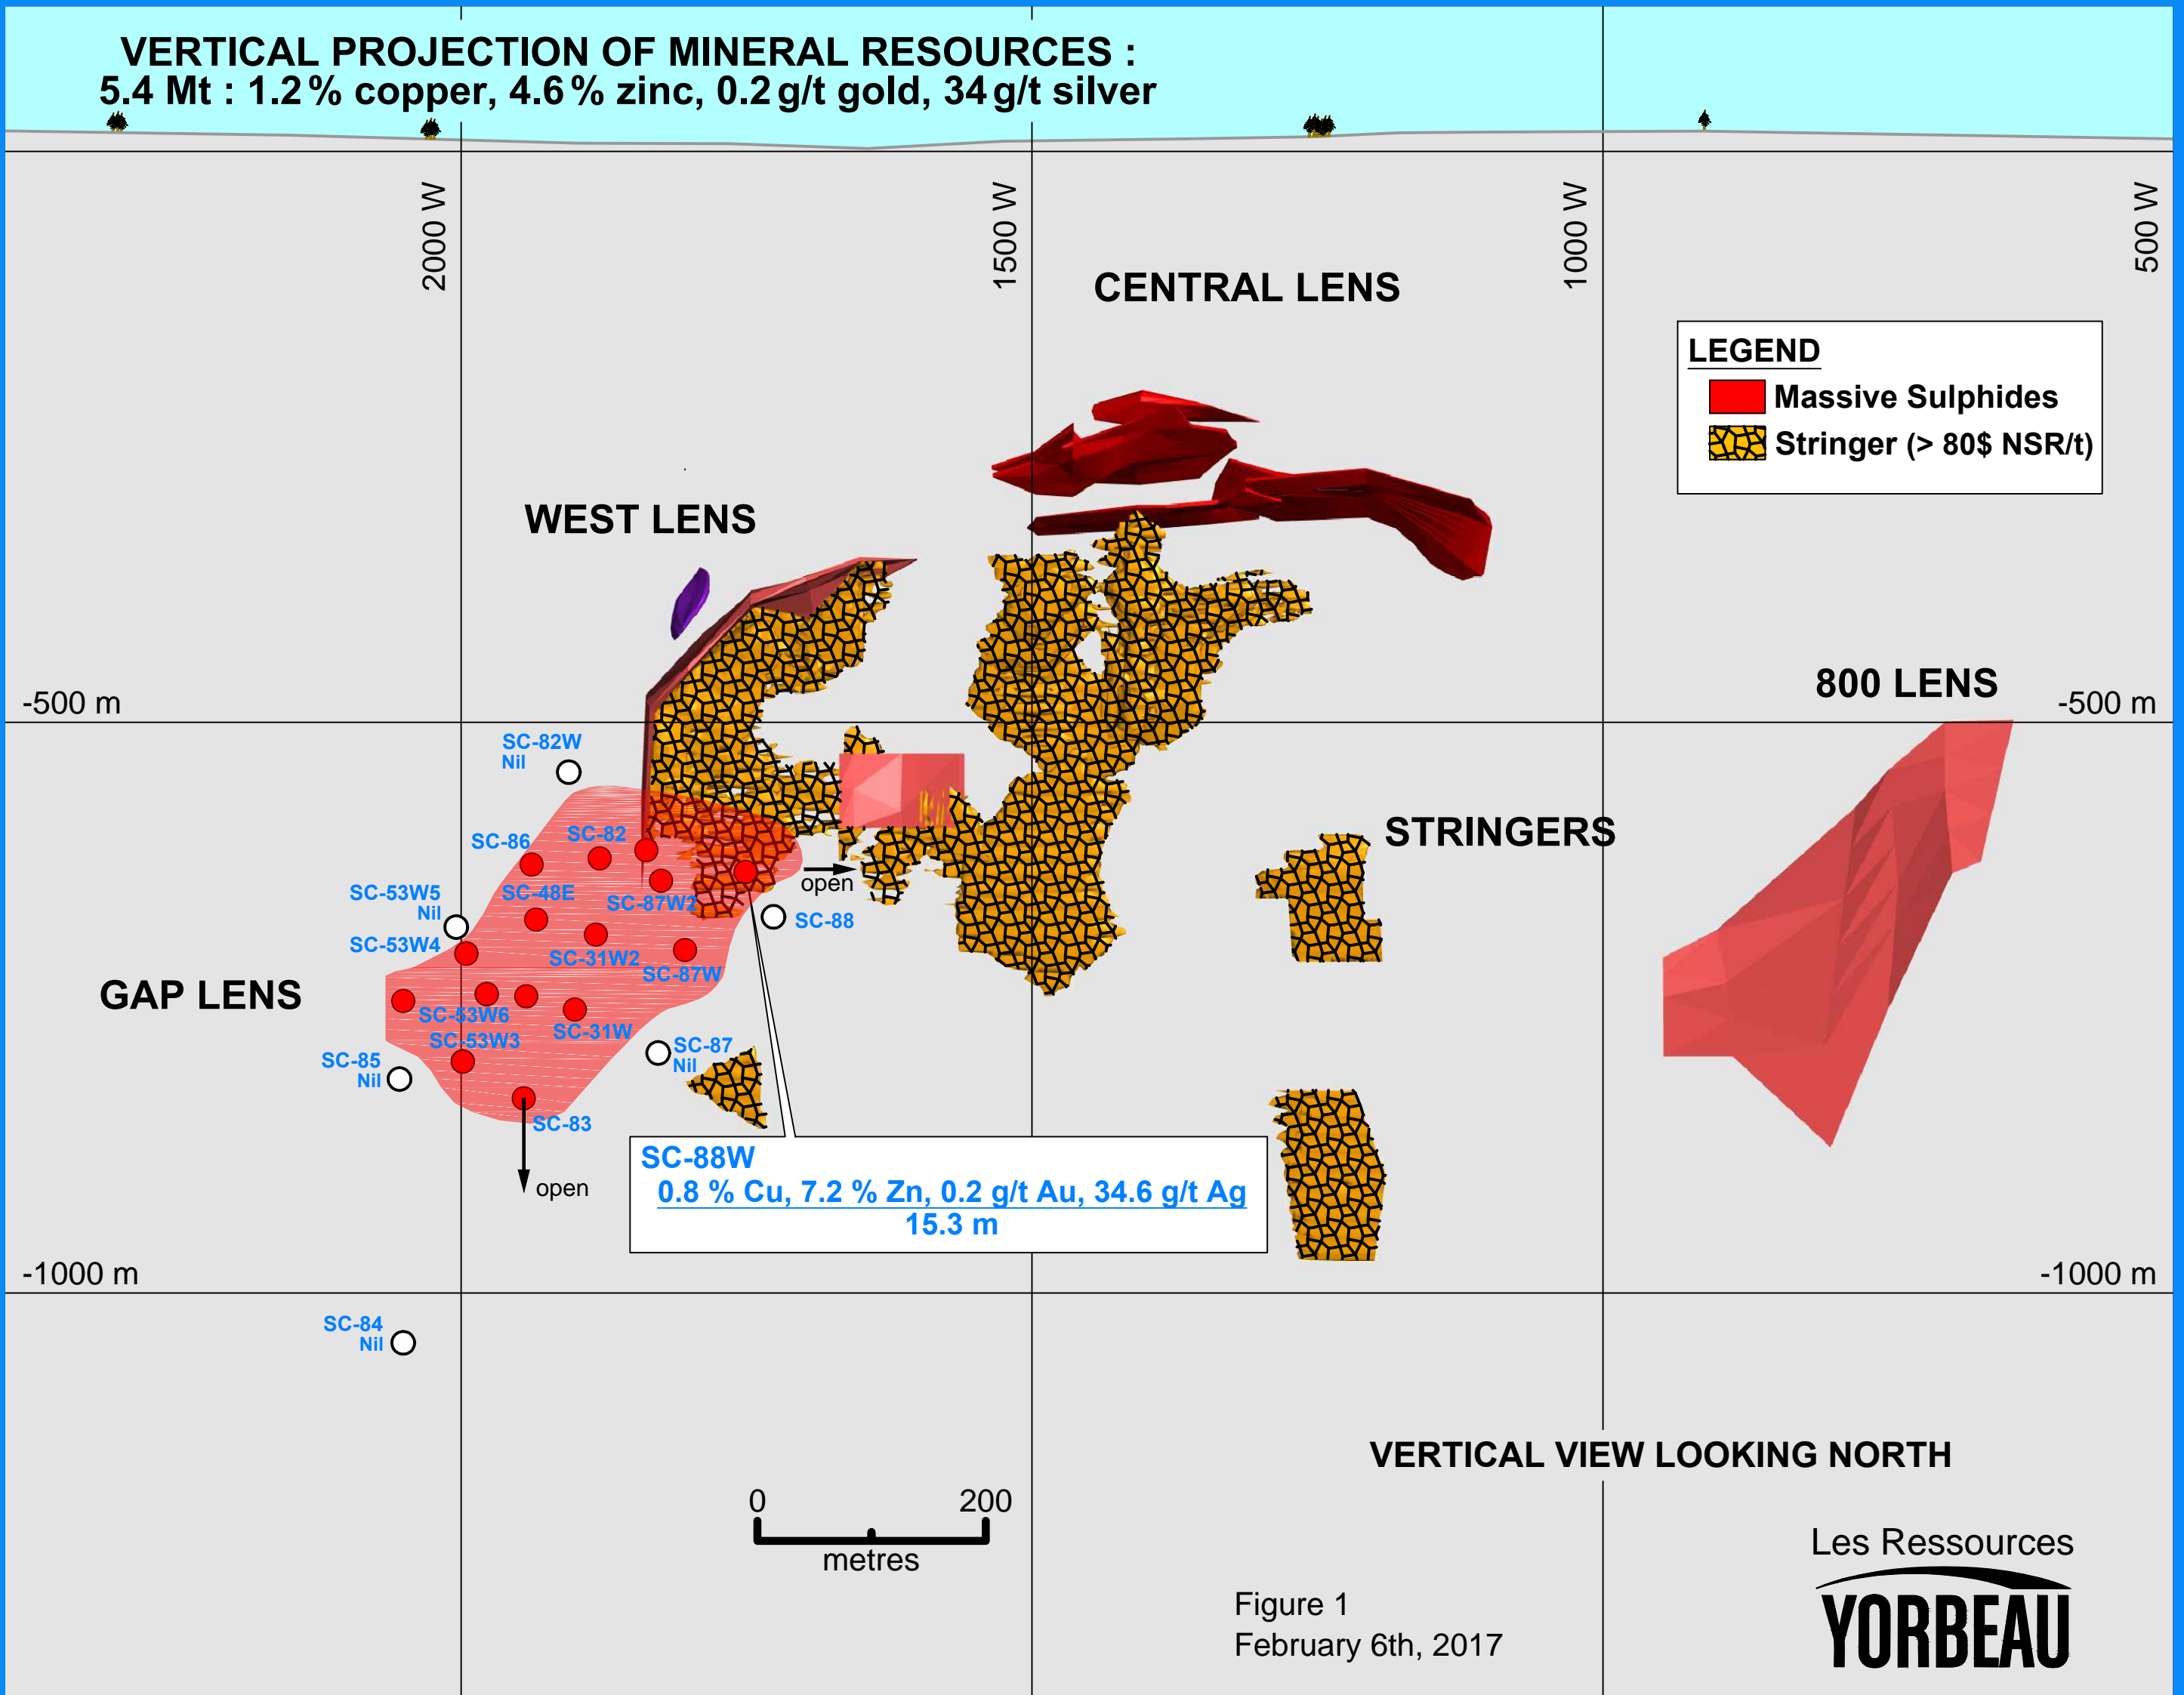 VERTICAL PROJECTION OF MINERAL RESOURCES :
5.4 Mt : 1.2 % copper, 4.6 % zinc, 0.2 g/t gold, 34 g/t silver
2000 W
1500 W
1000 W
500 W
CENTRAL LENS
LEGEND
Massive Sulphides
Stringer (> 80$ NSR/t)
WEST LENS
800 LENS
-500 m
-500 m
SC-82W
Nil
SC-86
SC-82
STRINGERS
open
SC-48E
SC-87W2
SC-53W5
Nil
SC-88
SC-53W4
SC-31W2
SC-87W
GAP LENS
SC-53W6
SC-31W
SC-53W3
SC-87
Nil
SC-85
Nil
SC-83
open
SC-88W
0.8 % Cu, 7.2 % Zn, 0.2 g/t Au, 34.6 g/t Ag
15.3 m
-1000 m
-1000 m
SC-84
Nil
VERTICAL VIEW LOOKING NORTH
0 200
metres
Les Ressources
YORBEAU
Figure 1
February 6th, 2017